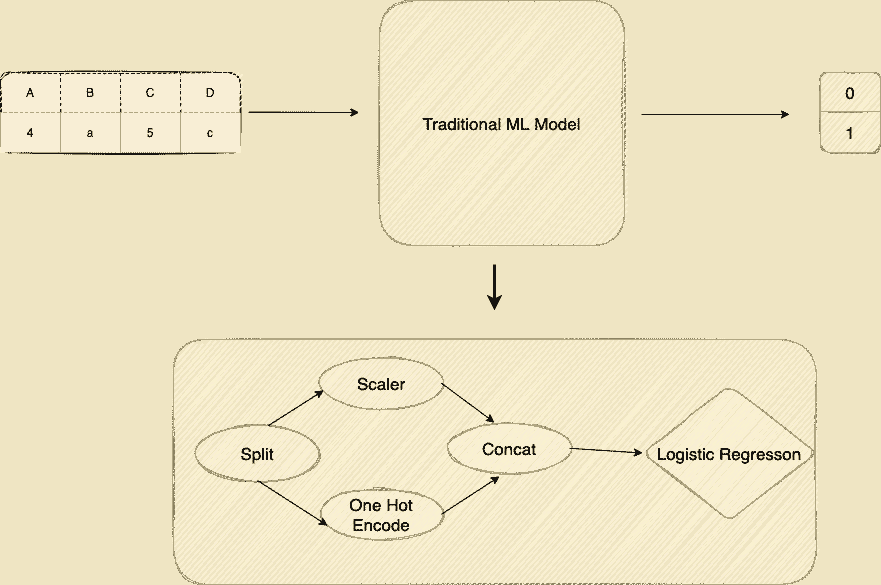 A B C D
4 a 5 c
Traditional ML Model
0
1
Scaler
Split
Concat
Logistic Regresson
One Hot
Encode